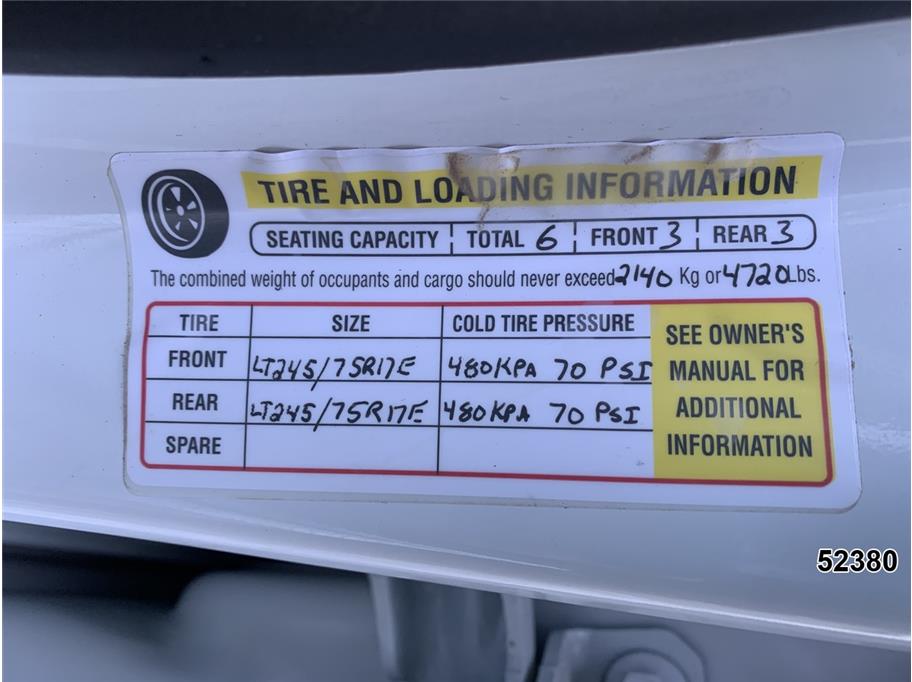 TIRE AND LOADING INFORMATION
SEATING CAPACITY TOTAL 6 FRONT 3 REAR 3
The combined weight of occupants and cargo should never exceed 2140 Kg or 4720 Lbs.
TIRE SIZE COLD TIRE PRESSURE
FRONT LT245/75R17E 480KPA 70 PSI
REAR LT245/75R17E 480KPA 70 PSI
SPARE
SEE OWNER'S
MANUAL FOR
ADDITIONAL
INFORMATION
52380